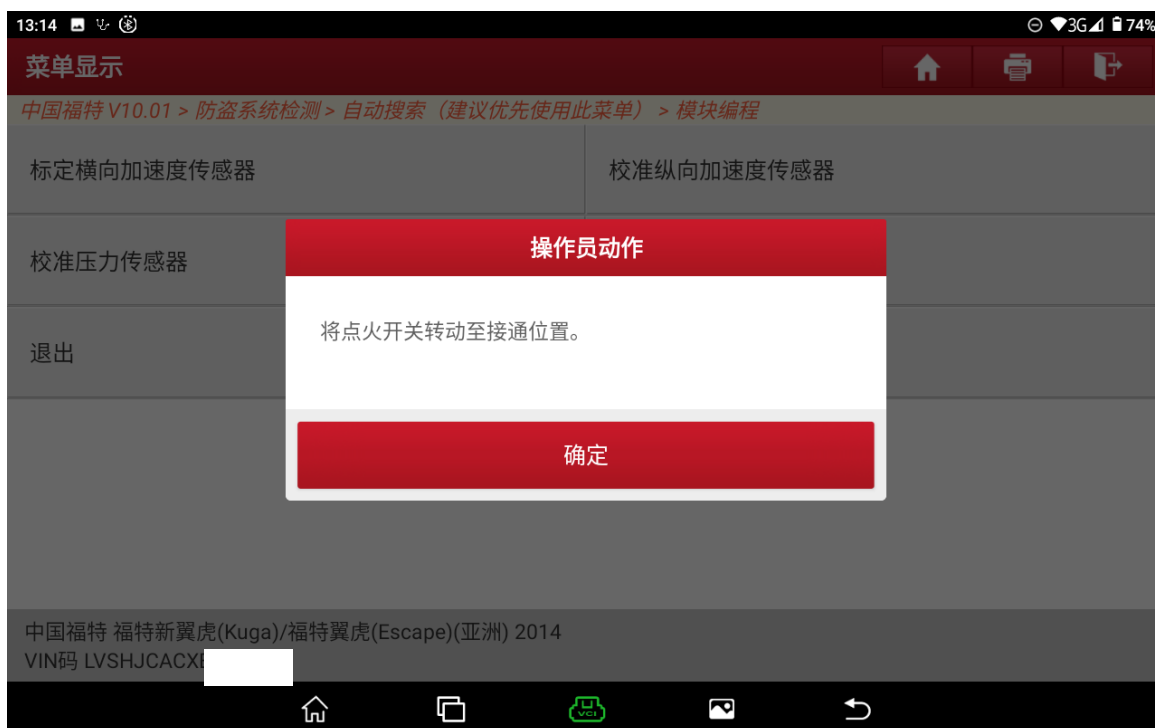 13:14
3G 74%
菜单显示
中国福特 V10.01 > 防盗系统检测 > 自动搜索（建议优先使用此菜单） > 模块编程
标定横向加速度传感器
校准纵向加速度传感器
校准压力传感器
操作员动作
将点火开关转动至接通位置。
退出
确定
中国福特 福特新翼虎(Kuga)/福特翼虎(Escape)(亚洲) 2014
VIN码 LVSHJCACX
VCI